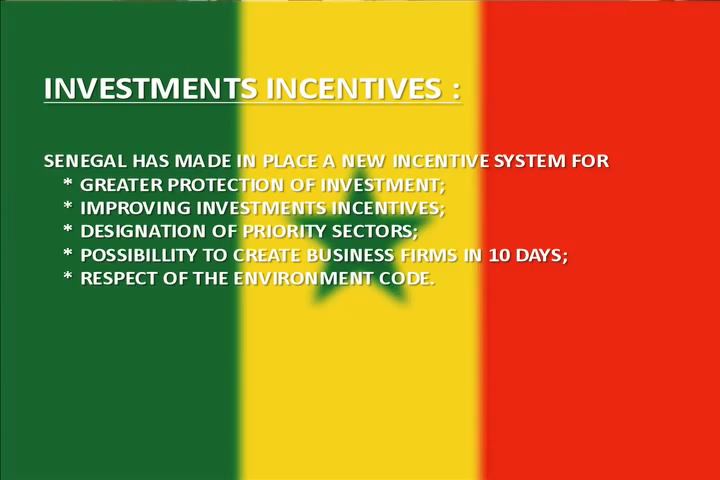 INVESTMENTS INCENTIVES :
SENEGAL HAS MADE IN PLACE A NEW INCENTIVE SYSTEM FOR
* GREATER PROTECTION OF INVESTMENT;
* IMPROVING INVESTMENTS INCENTIVES;
* DESIGNATION OF PRIORITY SECTORS;
* POSSIBILLITY TO CREATE BUSINESS FIRMS IN 10 DAYS;
* RESPECT OF THE ENVIRONMENT CODE.